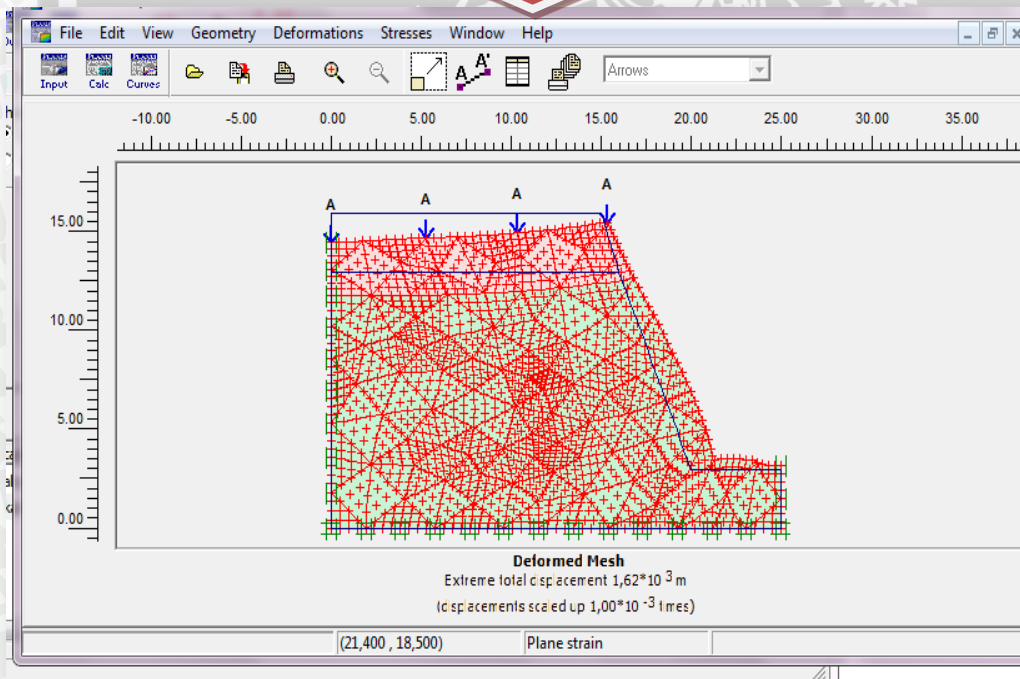 File Edit View Geometry Deformations Stresses Window Help
Input Calc Curves Arrows
-10.00 -5.00 0.00 5.00 10.00 15.00 20.00 25.00 30.00 35.00
A A A A
15.00
10.00
5.00
0.00
Deformed Mesh
Extreme total displacement 1,62*10 3 m
(displacements scaled up 1,00*10 -3 times)
(21,400 , 18,500) Plane strain